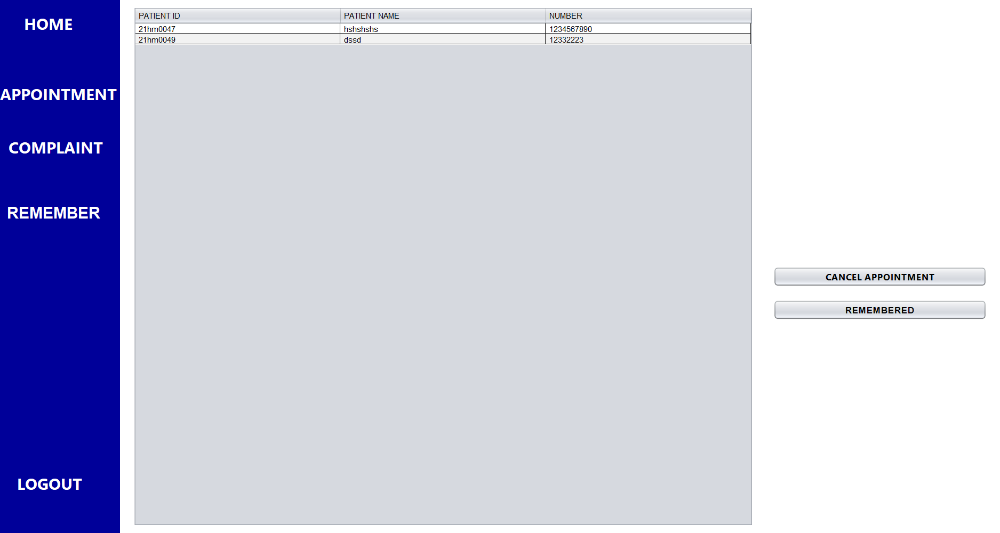 HOME
APPOINTMENT
COMPLAINT
REMEMBER
LOGOUT
PATIENT ID PATIENT NAME NUMBER
21hm0047 hshshshs 1234567890
21hm0049 dssd 12332223
CANCEL APPOINTMENT
REMEMBERED